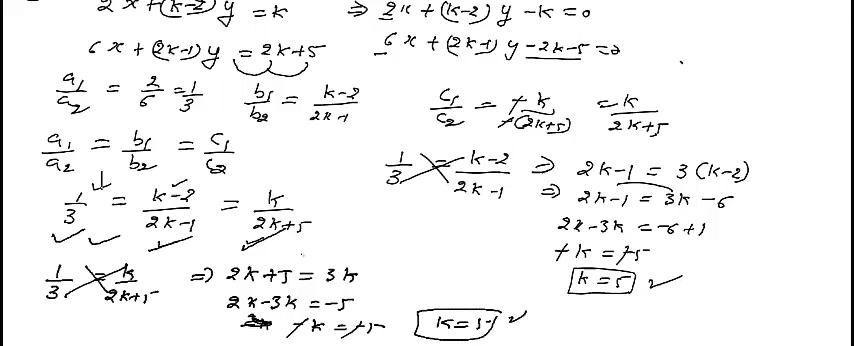 2x+(k-2)y = k ⇒ 2x+(k-2)y -k=0
6x+(2k-1)y = 2k+5 6x+(2k-1)y-2k-5=0
a1/a2 = 2/6 = 1/3 b1/b2 = k-2/2k-1 c1/c2 = -k/-(2k+5) = k/2k+5
a1/a2 = b1/b2 = c1/c2
1/3 = k-2/2k-1 ⇒ 2k-1 = 3(k-2)
⇒ 2k-1 = 3k-6
1/3 = k-2/2k-1 = k/2k+5
2k-3k = -6+1
-k = -5
k=5
1/3 = k/2k+5 ⇒ 2k+5 = 3k
2k-3k = -5
-k = -5 k=5